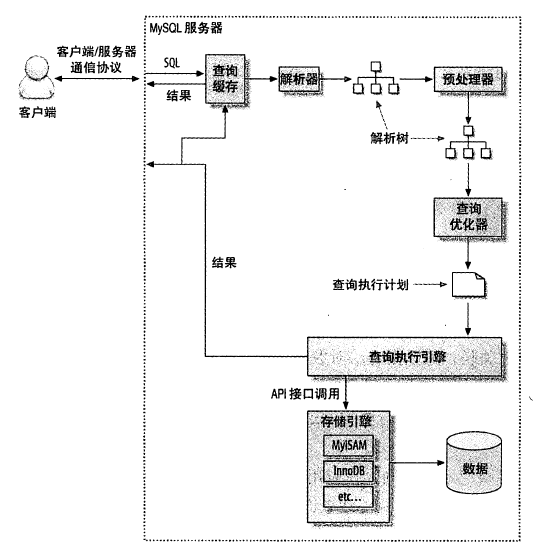 MySQL 服务器
客户端/服务器
通信协议
客户端
SQL
结果
查询
缓存
解析器
预处理器
解析树
查询
优化器
结果
查询执行计划
查询执行引擎
API 接口调用
存储引擎
MyISAM
InnoDB
etc...
数据